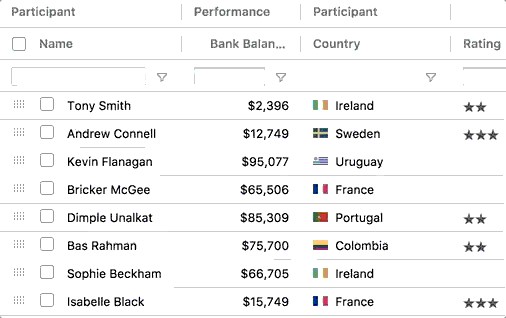 Participant Performance Participant
Name Bank Balan... Country Rating
Tony Smith $2,396 Ireland ★★
Andrew Connell $12,749 Sweden ★★★
Kevin Flanagan $95,077 Uruguay
Bricker McGee $65,506 France
Dimple Unalkat $85,309 Portugal ★★
Bas Rahman $75,700 Colombia ★★
Sophie Beckham $66,705 Ireland
Isabelle Black $15,749 France ★★★